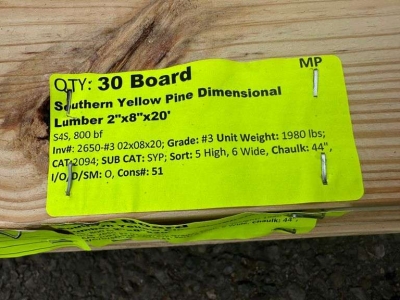 MP
QTY: 30 Board
Southern Yellow Pine Dimensional
Lumber 2"x8"x20'
S4S, 800 bf
Inv#: 2650-#3 02x08x20; Grade: #3 Unit Weight: 1980 lbs;
CAT: 2094; SUB CAT: SYP; Sort: 5 High, 6 Wide, Chaulk: 44",
I/O/D/SM: O, Cons#: 51
Chaulk: 44",